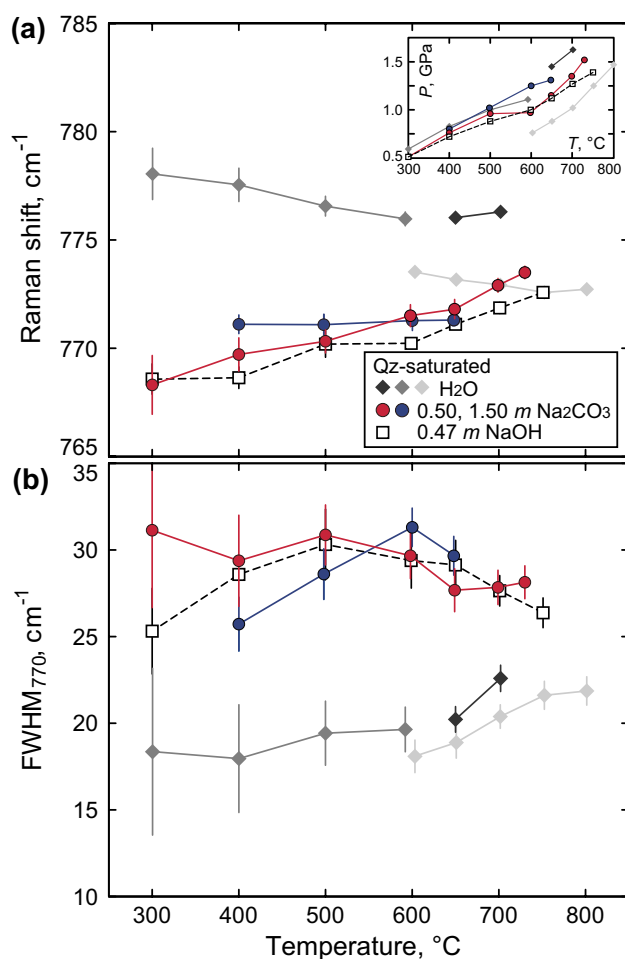 (a)
785
780
775
770
765
Raman shift, cm⁻¹
1.5
1.0
0.5
P, GPa
T, °C
300 400 500 600 700 800
Qz-saturated
H₂O
0.50, 1.50 m Na₂CO₃
0.47 m NaOH
(b)
35
30
25
20
15
10
FWHM₇₇₀, cm⁻¹
300 400 500 600 700 800
Temperature, °C